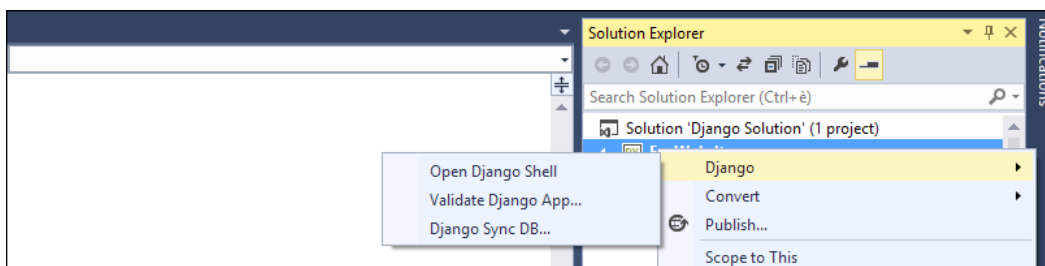 Solution Explorer
Notifications
Search Solution Explorer (Ctrl+è)
Solution 'Django Solution' (1 project)
Open Django Shell
Validate Django App...
Django Sync DB...
Django
Convert
Publish...
Scope to This